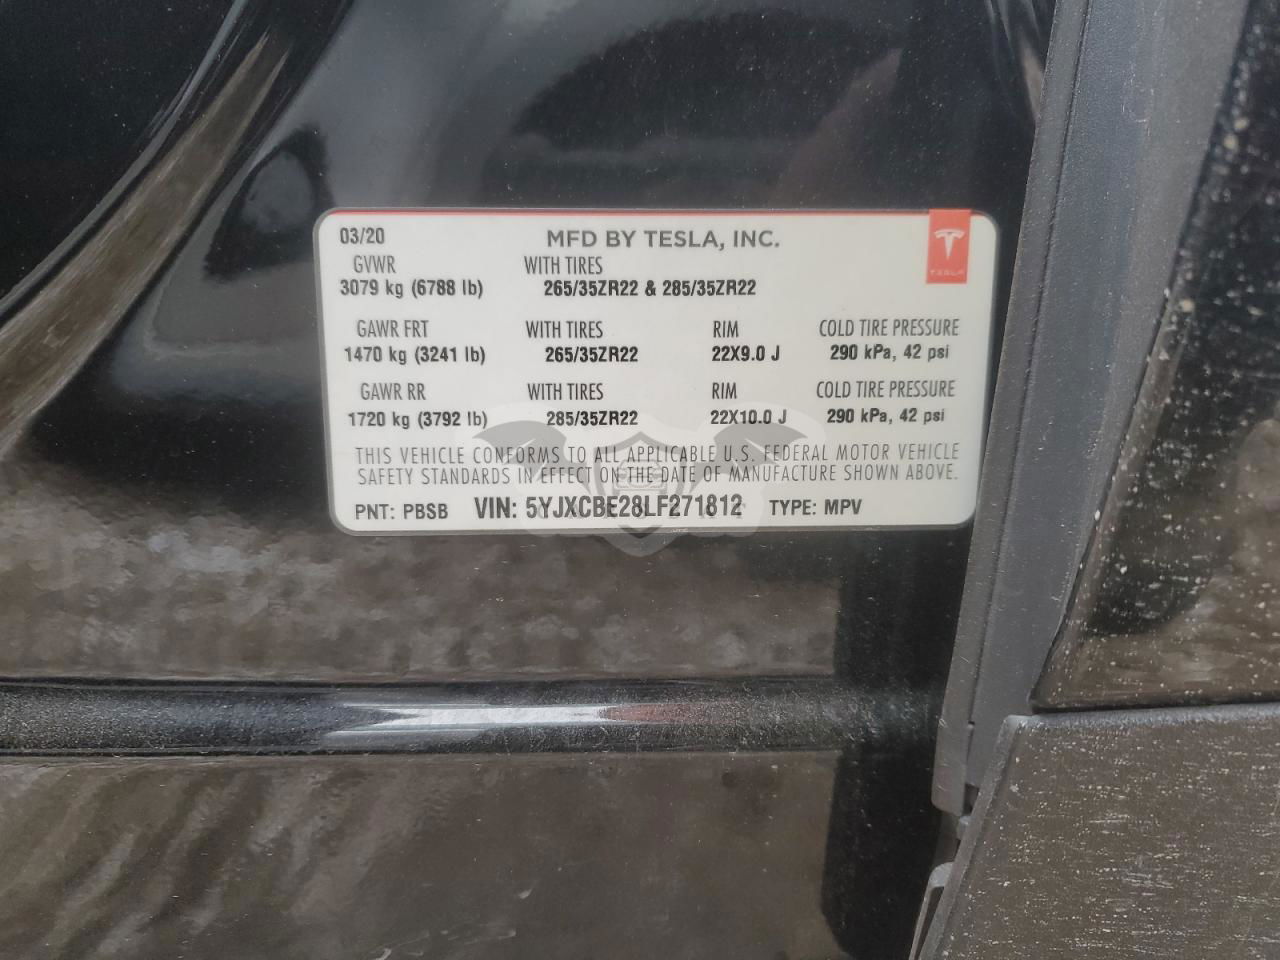 03/20 MFD BY TESLA, INC.
TESLA
GVWR WITH TIRES
3079 kg (6788 lb) 265/35ZR22 & 285/35ZR22
GAWR FRT WITH TIRES RIM COLD TIRE PRESSURE
1470 kg (3241 lb) 265/35ZR22 22X9.0 J 290 kPa, 42 psi
GAWR RR WITH TIRES RIM COLD TIRE PRESSURE
1720 kg (3792 lb) 285/35ZR22 22X10.0 J 290 kPa, 42 psi
THIS VEHICLE CONFORMS TO ALL APPLICABLE U.S. FEDERAL MOTOR VEHICLE
SAFETY STANDARDS IN EFFECT ON THE DATE OF MANUFACTURE SHOWN ABOVE.
PNT: PBSB VIN: 5YJXCBE28LF271812 TYPE: MPV